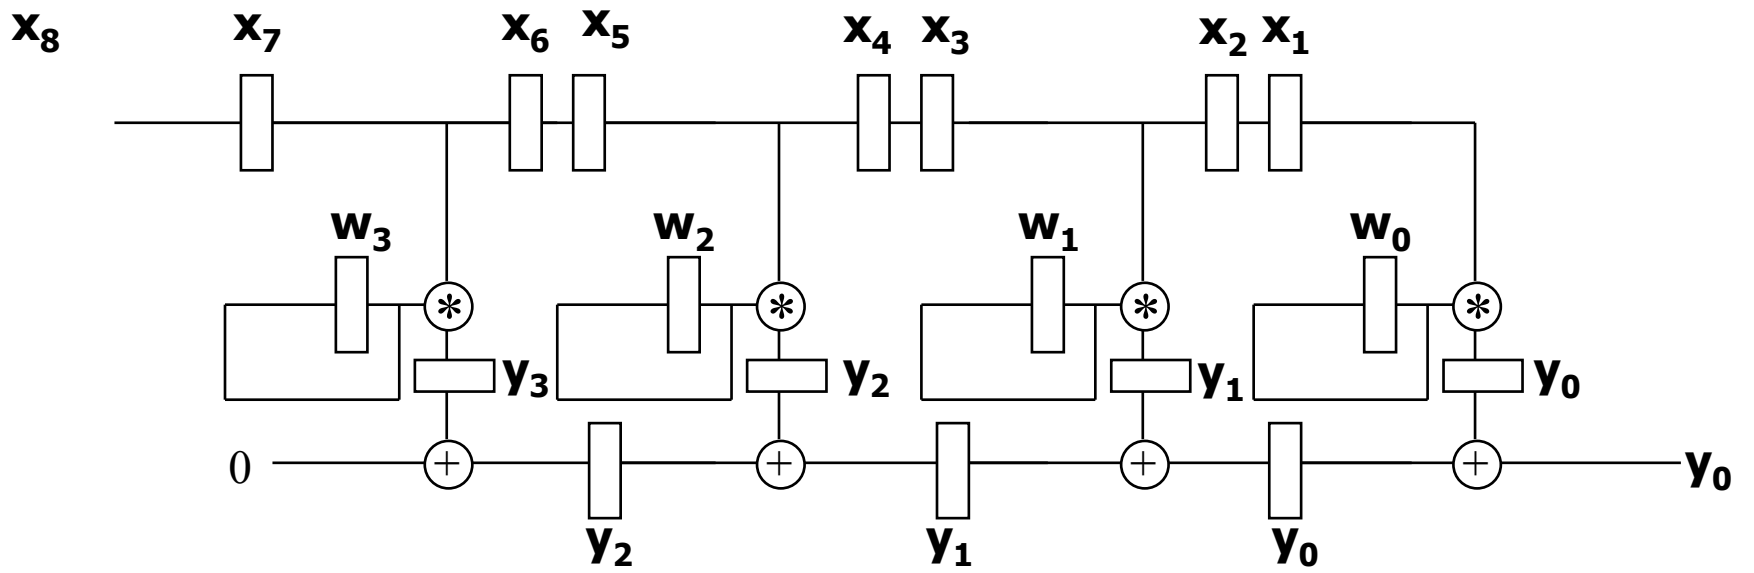 x₈ x₇ x₆ x₅ x₄ x₃ x₂ x₁
w₃ w₂ w₁ w₀
* * * *
y₃ y₂ y₁ y₀
0 + + + + y₀
y₂ y₁ y₀